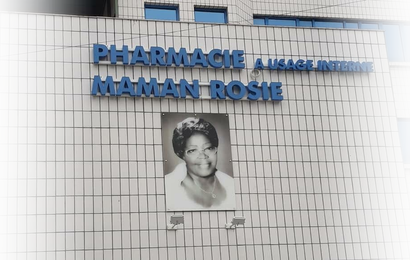 PHARMACIE A USAGE INTERNE
MAMAN ROSIE